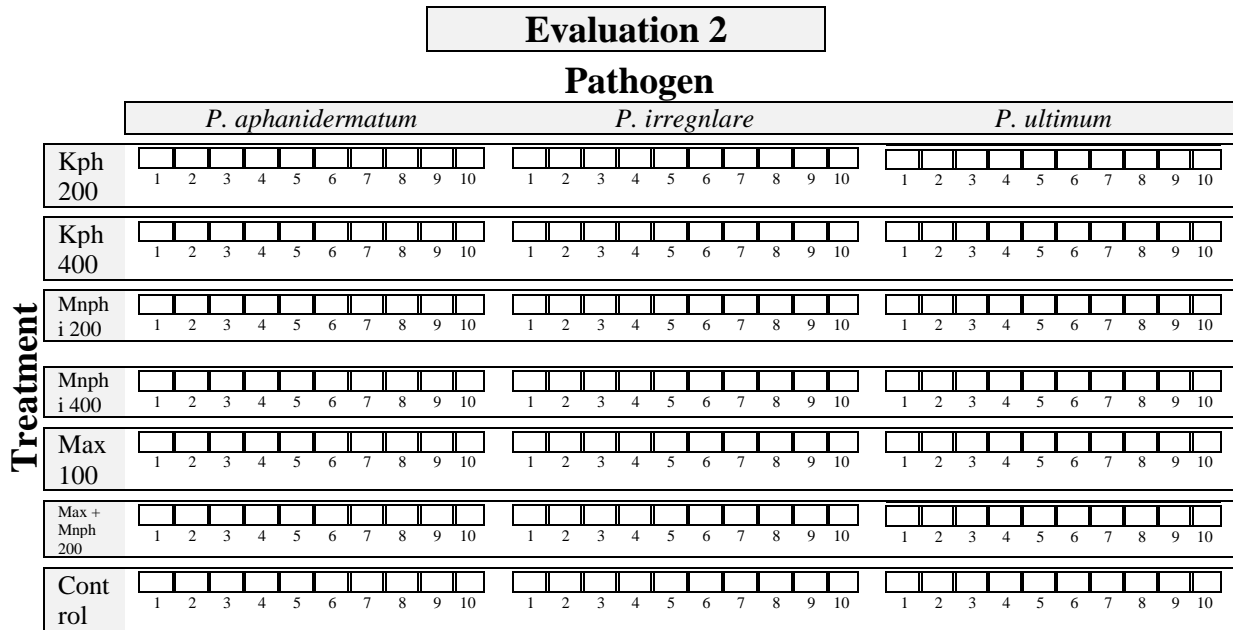 Evaluation 2
Pathogen
P. aphanidermatum P. irregnlare P. ultimum
Treatment
Kph
200
1 2 3 4 5 6 7 8 9 10 1 2 3 4 5 6 7 8 9 10 1 2 3 4 5 6 7 8 9 10
Kph
400
1 2 3 4 5 6 7 8 9 10 1 2 3 4 5 6 7 8 9 10 1 2 3 4 5 6 7 8 9 10
Mnph
i 200
1 2 3 4 5 6 7 8 9 10 1 2 3 4 5 6 7 8 9 10 1 2 3 4 5 6 7 8 9 10
Mnph
i 400
1 2 3 4 5 6 7 8 9 10 1 2 3 4 5 6 7 8 9 10 1 2 3 4 5 6 7 8 9 10
Max
100
1 2 3 4 5 6 7 8 9 10 1 2 3 4 5 6 7 8 9 10 1 2 3 4 5 6 7 8 9 10
Max +
Mnph
200
1 2 3 4 5 6 7 8 9 10 1 2 3 4 5 6 7 8 9 10 1 2 3 4 5 6 7 8 9 10
Cont
rol
1 2 3 4 5 6 7 8 9 10 1 2 3 4 5 6 7 8 9 10 1 2 3 4 5 6 7 8 9 10